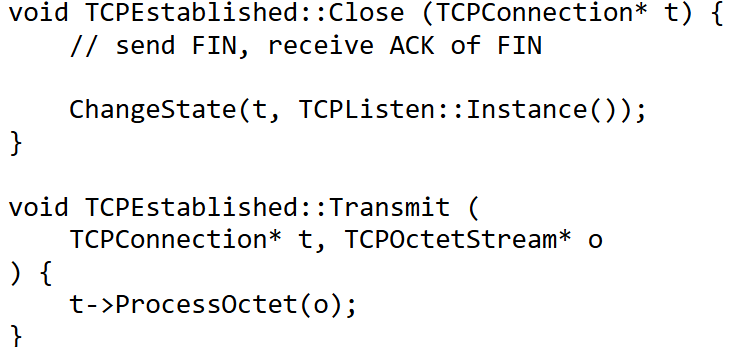 void TCPEstablished::Close (TCPConnection* t) {
    // send FIN, receive ACK of FIN

    ChangeState(t, TCPListen::Instance());
}

void TCPEstablished::Transmit (
    TCPConnection* t, TCPOctetStream* o
) {
    t->ProcessOctet(o);
}